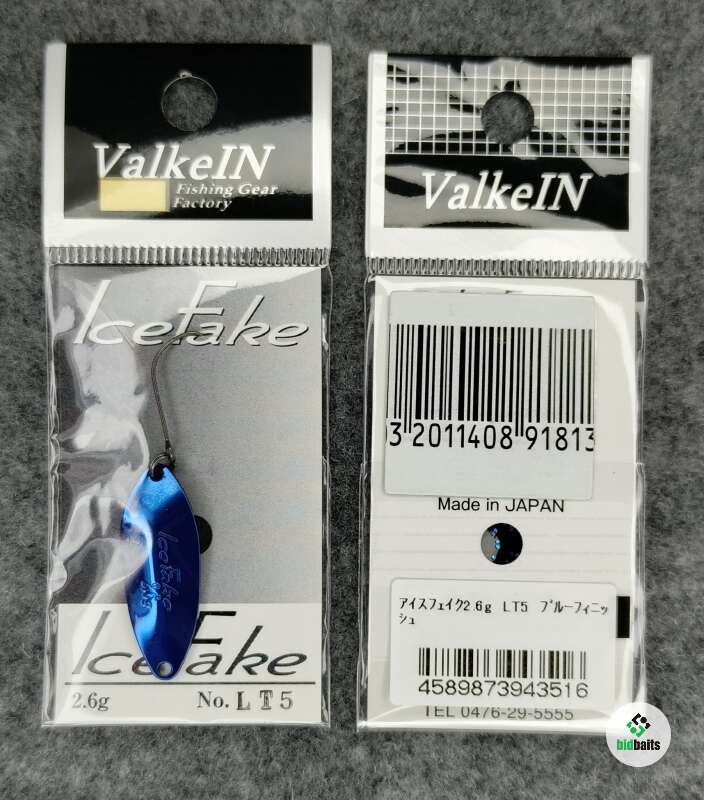 ValkeIN
Fishing Gear
Factory
IceFake
IceFake
IceFake
2.6g
No. LT5
ValkeIN
3 2011408 91813
Made in JAPAN
アイスフェイク2.6g LT5 ブルーフィニッ
シュ
4589873943516
TEL 0476-29-5555
bidbaits